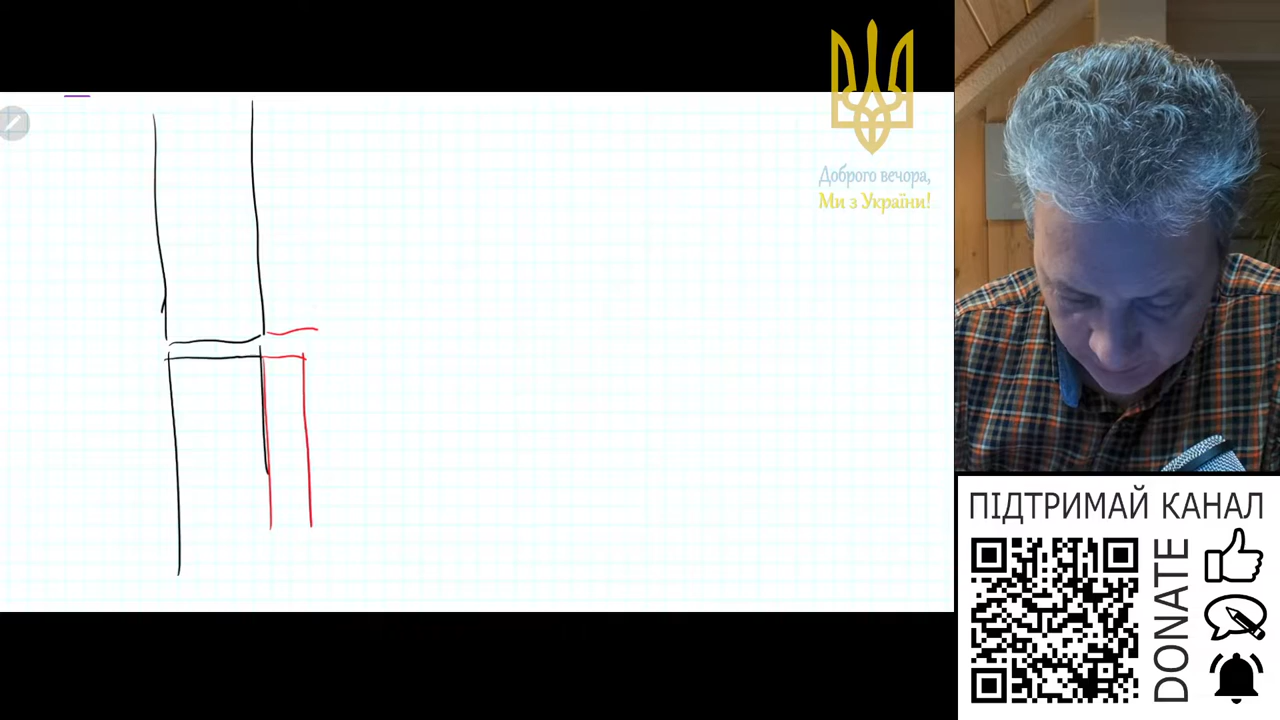 Доброго вечора,
Ми з України!
ПІДТРИМАЙ КАНАЛ
DONATE